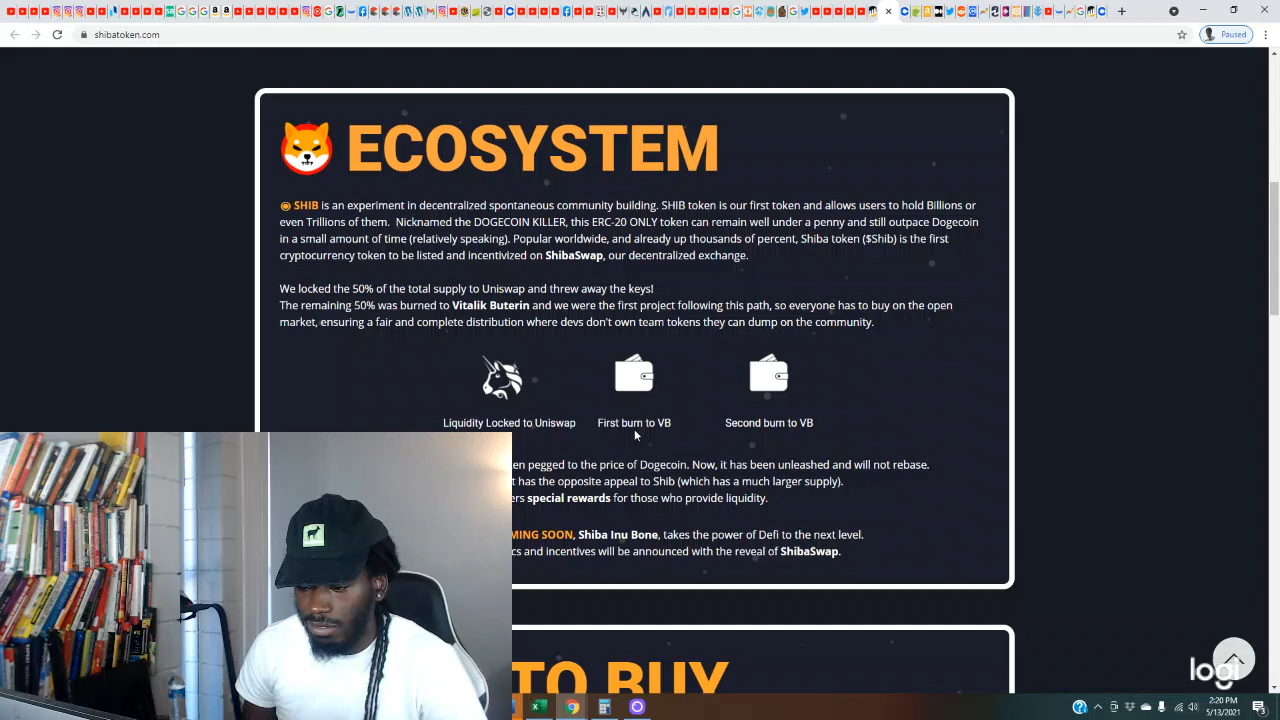 shibatoken.com
Paused
ECOSYSTEM
SHIB is an experiment in decentralized spontaneous community building. SHIB token is our first token and allows users to hold Billions or
even Trillions of them. Nicknamed the DOGECOIN KILLER, this ERC-20 ONLY token can remain well under a penny and still outpace Dogecoin
in a small amount of time (relatively speaking). Popular worldwide, and already up thousands of percent, Shiba token ($Shib) is the first
cryptocurrency token to be listed and incentivized on ShibaSwap, our decentralized exchange.
We locked the 50% of the total supply to Uniswap and threw away the keys!
The remaining 50% was burned to Vitalik Buterin and we were the first project following this path, so everyone has to buy on the open
market, ensuring a fair and complete distribution where devs don't own team tokens they can dump on the community.
Liquidity Locked to Uniswap First burn to VB Second burn to VB
pegged to the price of Dogecoin. Now, it has been unleashed and will not rebase.
has the opposite appeal to Shib (which has a much larger supply).
special rewards for those who provide liquidity.
SOON, Shiba Inu Bone, takes the power of Defi to the next level.
and incentives will be announced with the reveal of ShibaSwap.
TO BUY
logi
2:20 PM
5/13/2021